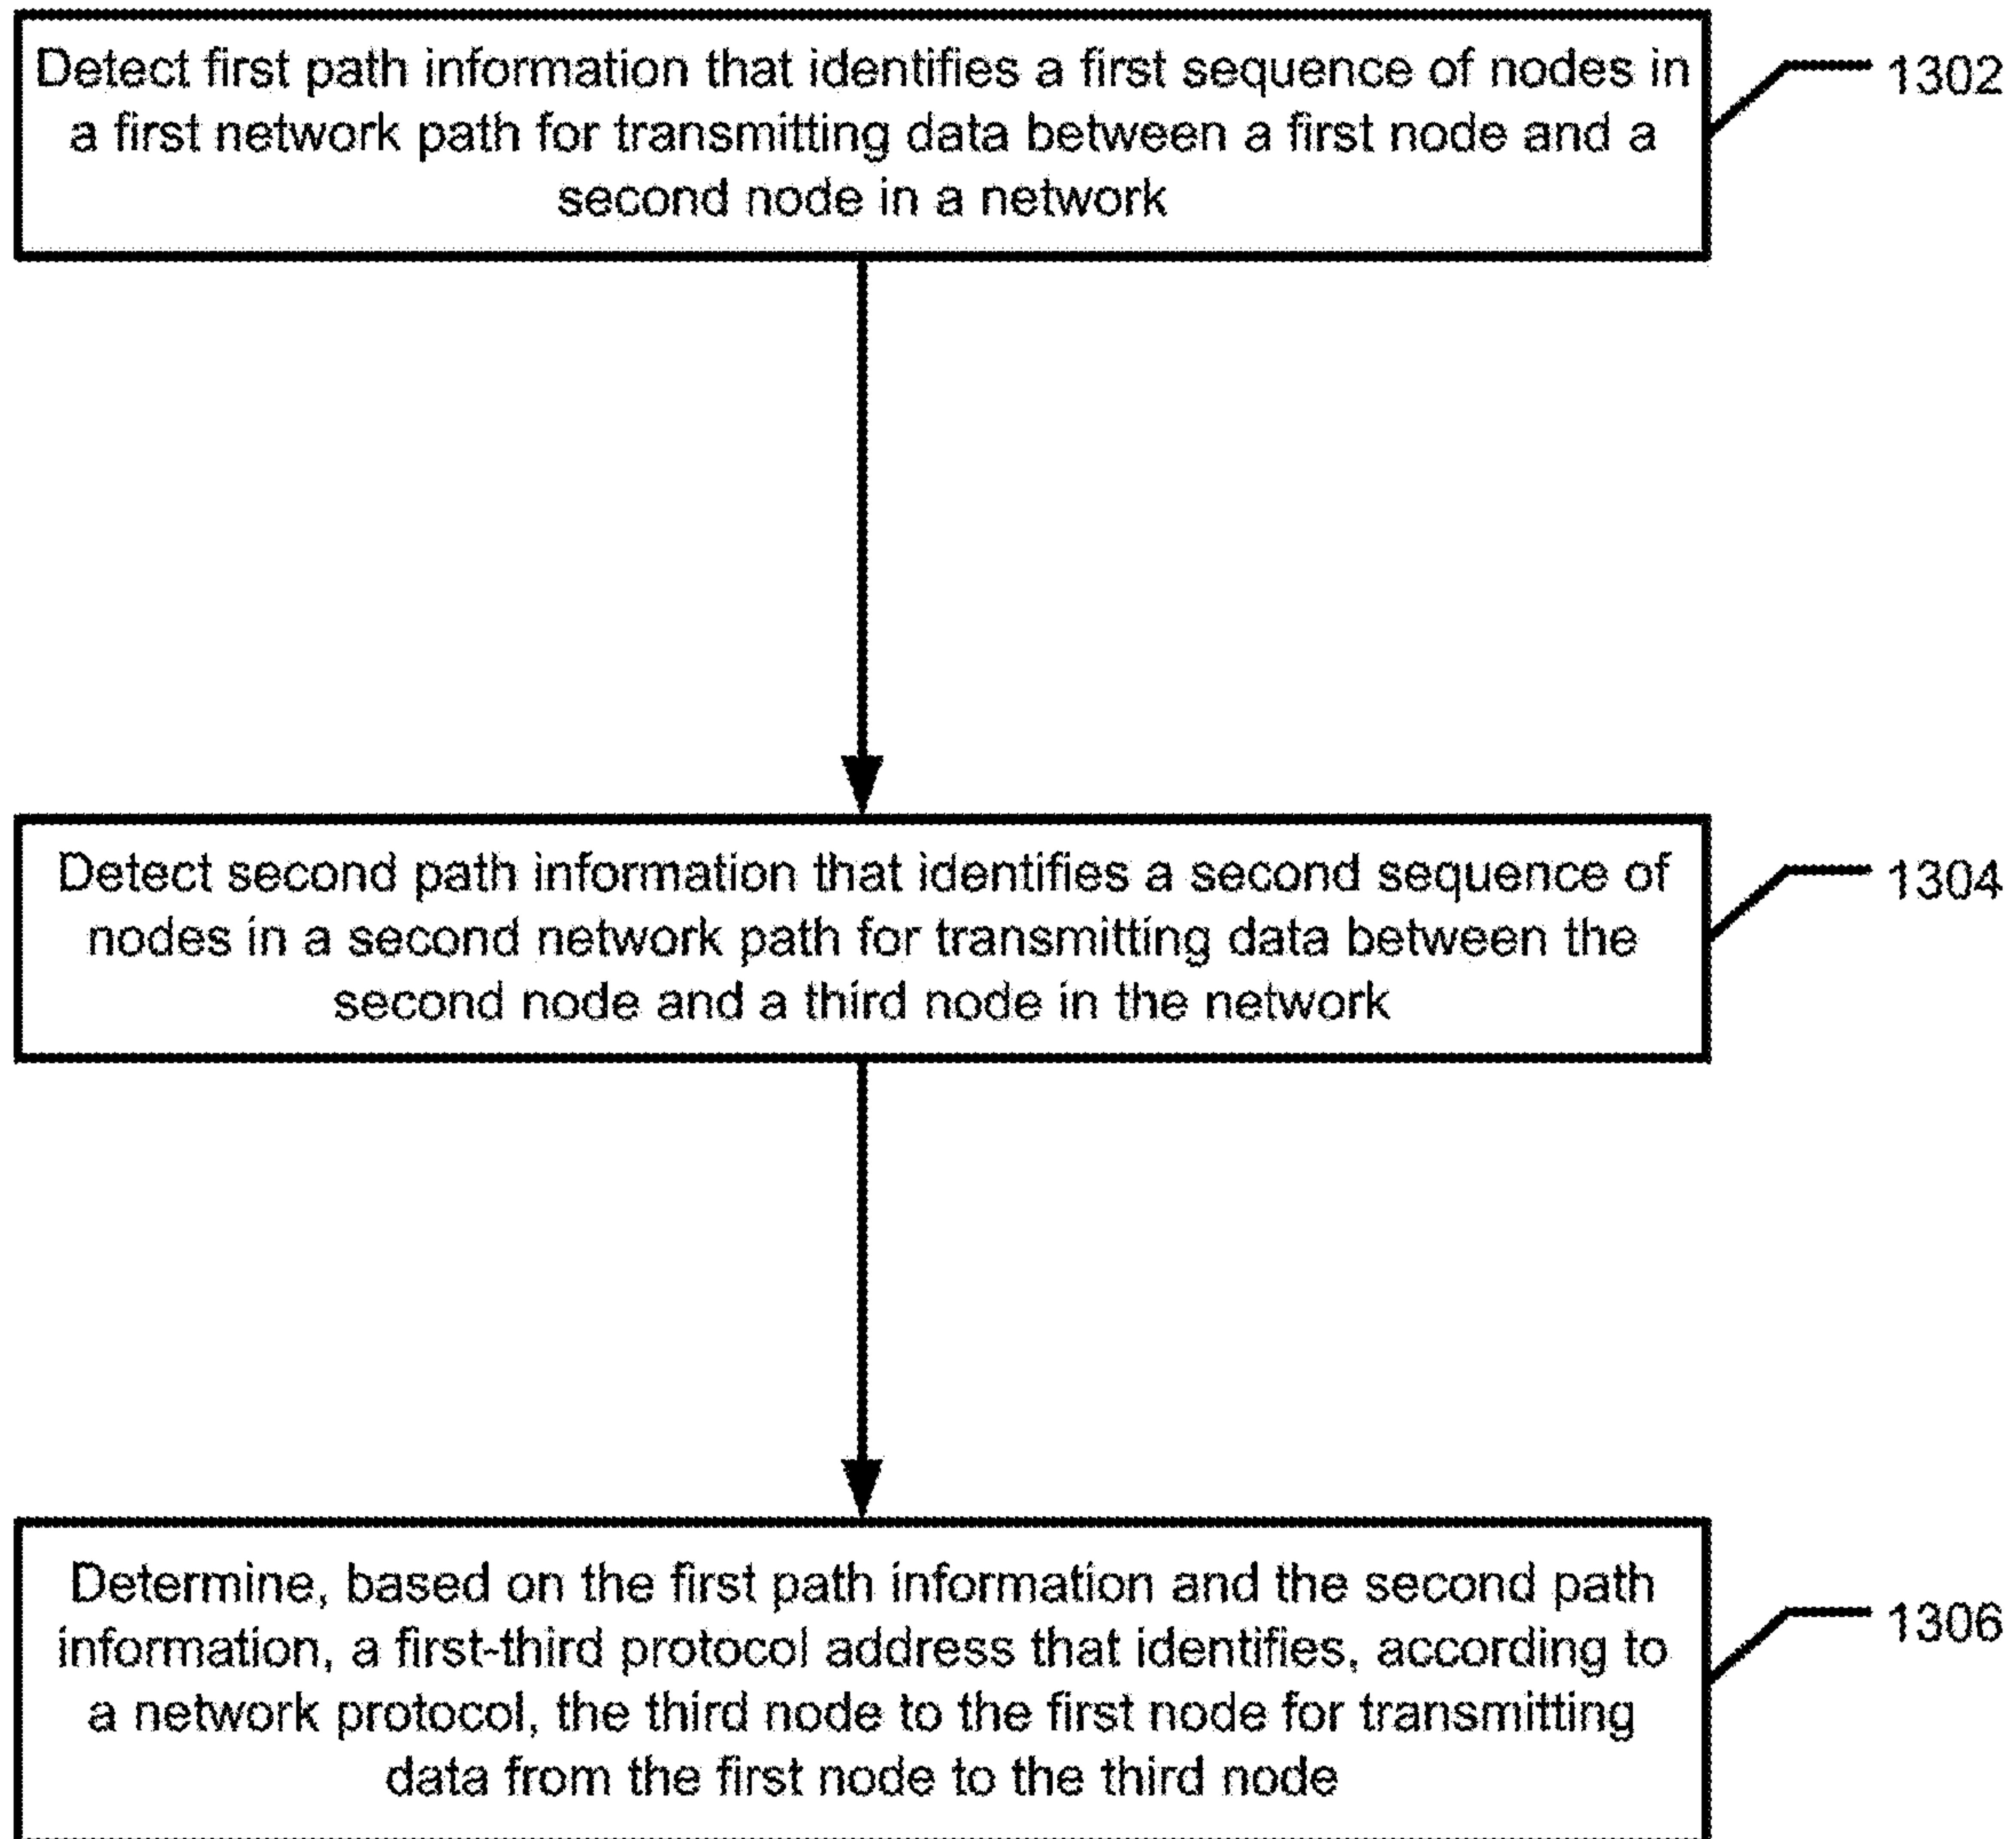 Detect first path information that identifies a first sequence of nodes in
a first network path for transmitting data between a first node and a
second node in a network
1302
Detect second path information that identifies a second sequence of
nodes in a second network path for transmitting data between the
second node and a third node in the network
1304
Determine, based on the first path information and the second path
information, a first-third protocol address that identifies, according to
a network protocol, the third node to the first node for transmitting
data from the first node to the third node
1306